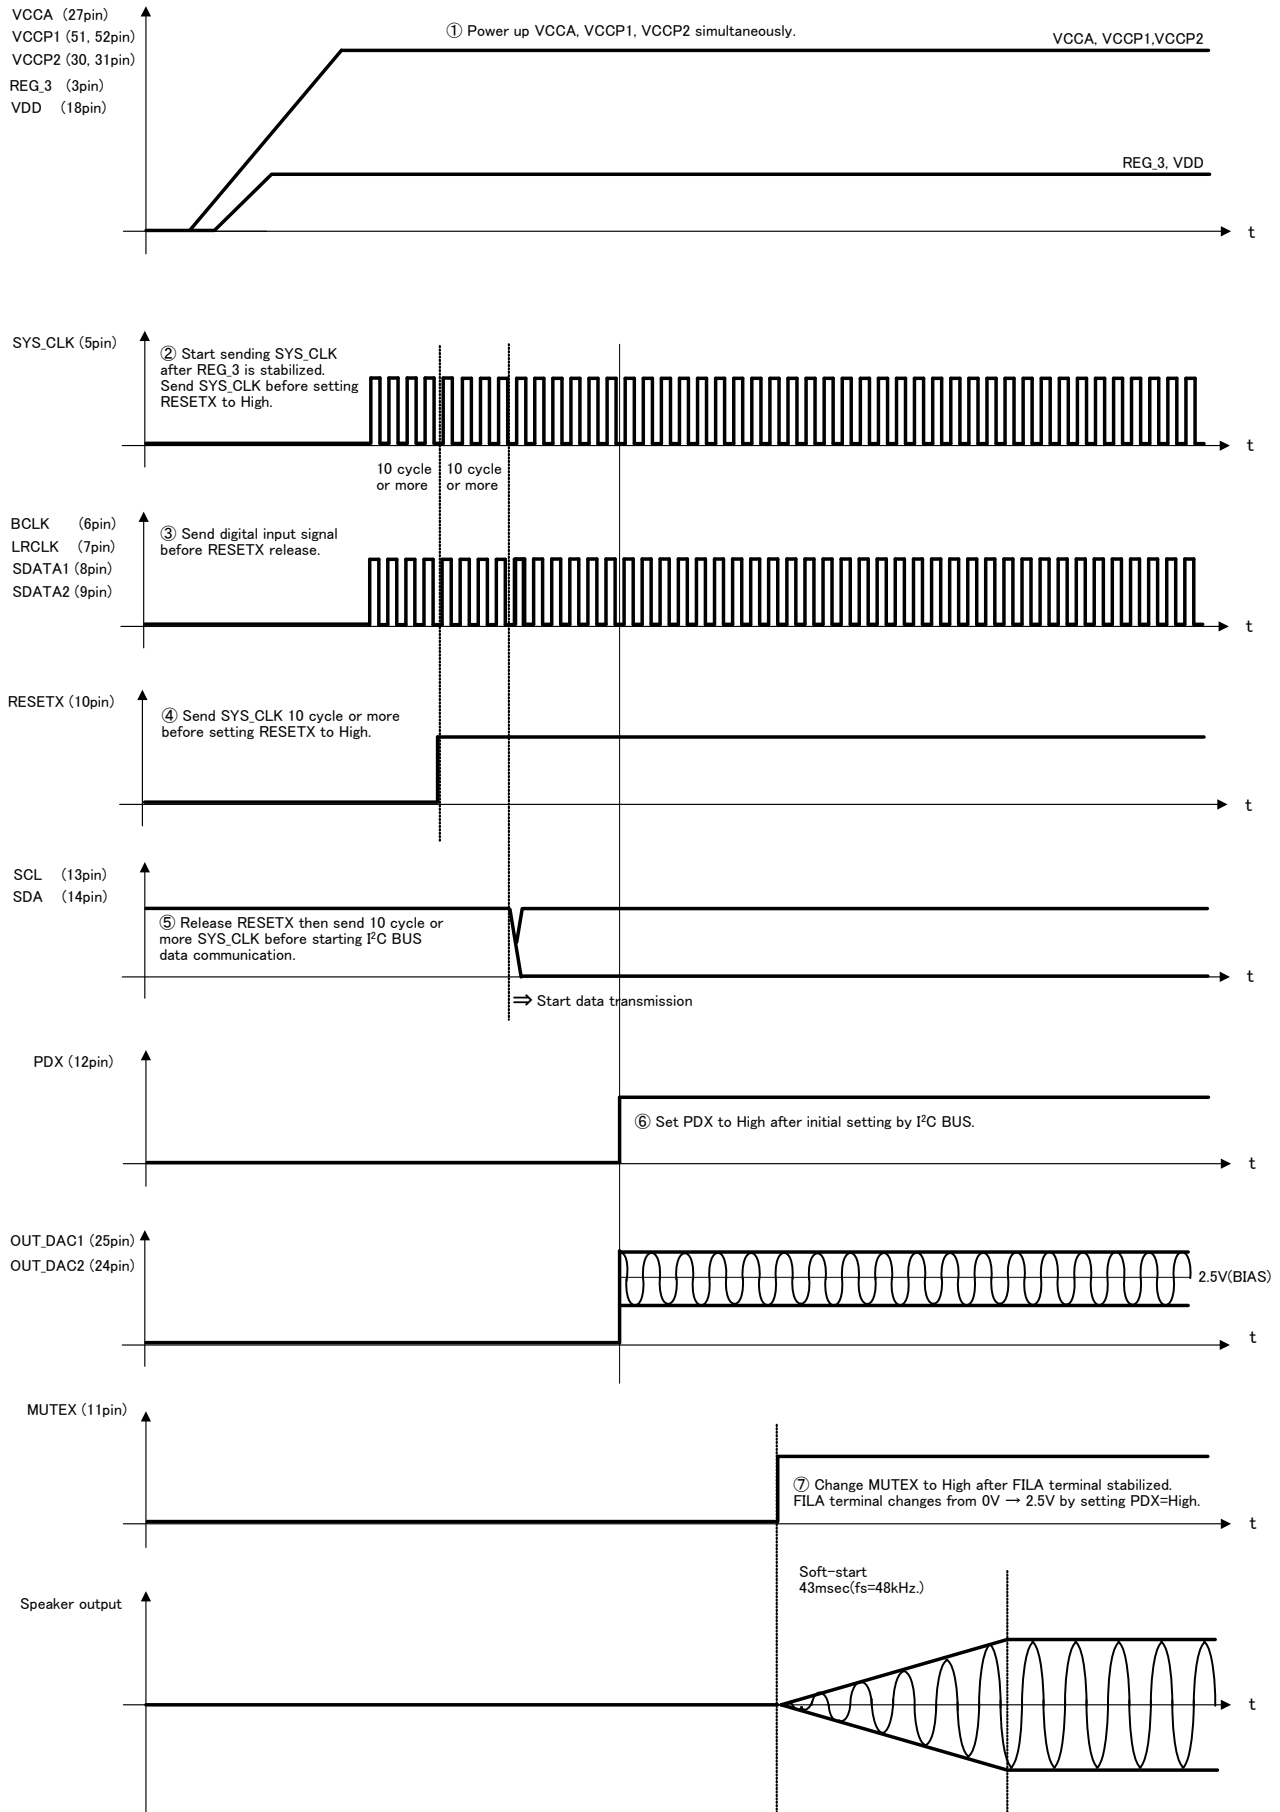 VCCA (27pin)
VCCP1 (51, 52pin)
VCCP2 (30, 31pin)
REG_3 (3pin)
VDD (18pin)
① Power up VCCA, VCCP1, VCCP2 simultaneously.
VCCA, VCCP1,VCCP2
REG_3, VDD
t
SYS_CLK (5pin)
② Start sending SYS_CLK
after REG_3 is stabilized.
Send SYS_CLK before setting
RESETX to High.
t
10 cycle
or more
10 cycle
or more
BCLK (6pin)
LRCLK (7pin)
SDATA1 (8pin)
SDATA2 (9pin)
③ Send digital input signal
before RESETX release.
t
RESETX (10pin)
④ Send SYS_CLK 10 cycle or more
before setting RESETX to High.
t
SCL (13pin)
SDA (14pin)
⑤ Release RESETX then send 10 cycle or
more SYS_CLK before starting I²C BUS
data communication.
t
⇒ Start data transmission
PDX (12pin)
⑥ Set PDX to High after initial setting by I²C BUS.
t
OUT_DAC1 (25pin)
OUT_DAC2 (24pin)
2.5V(BIAS)
t
MUTEX (11pin)
⑦ Change MUTEX to High after FILA terminal stabilized.
FILA terminal changes from 0V → 2.5V by setting PDX=High.
t
Soft-start
43msec(fs=48kHz.)
Speaker output
t